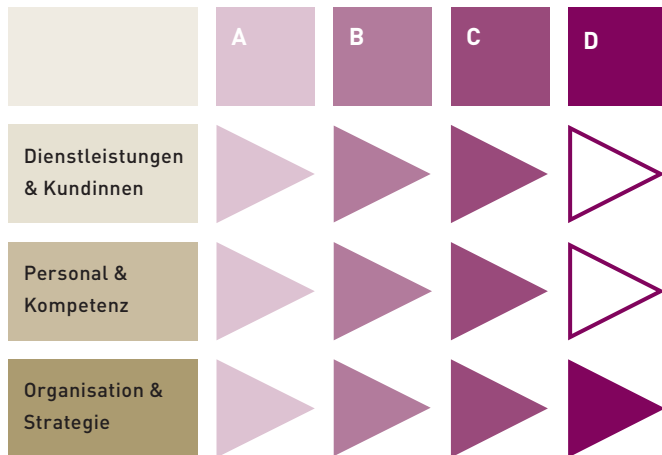 A B C D
Dienstleistungen
& Kundinnen
Personal &
Kompetenz
Organisation &
Strategie